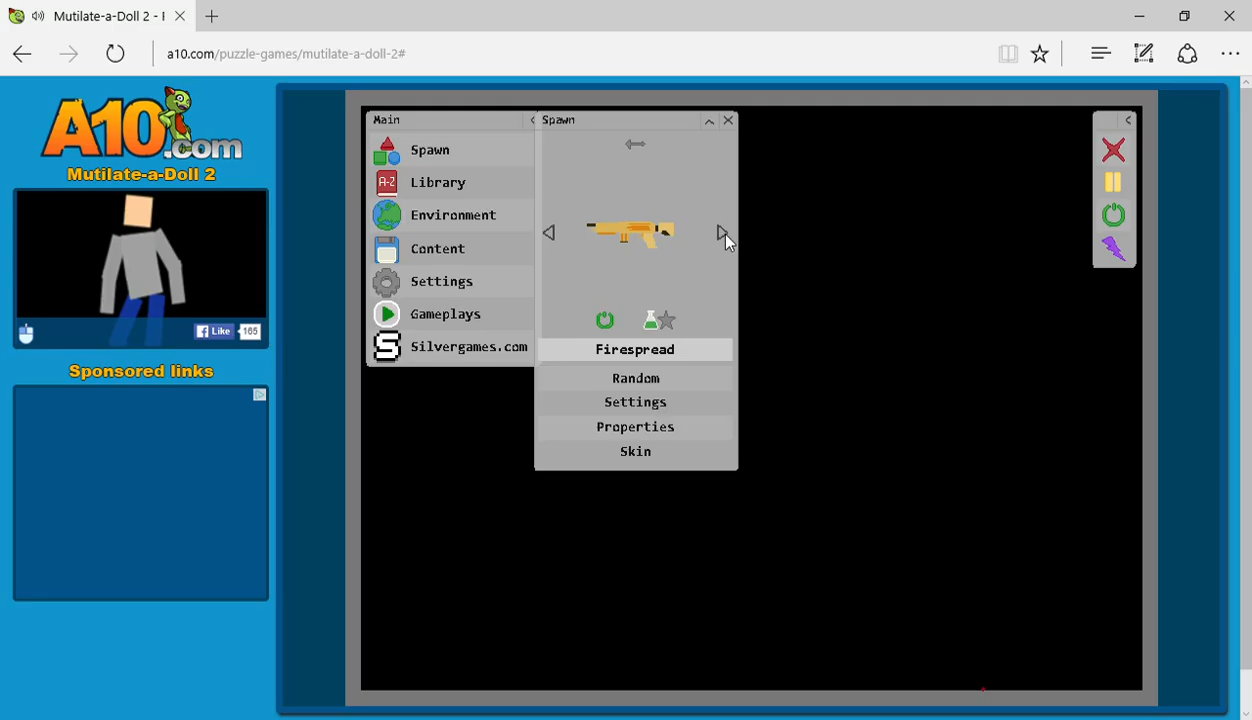 Mutilate-a-Doll 2 - F
a10.com/puzzle-games/mutilate-a-doll-2#
A10
.com
Mutilate-a-Doll 2
Like 165
Sponsored links
Main
A-Z
Spawn
Library
Environment
Content
Settings
Gameplays
S Silvergames.com
Spawn
Firespread
Random
Settings
Properties
Skin